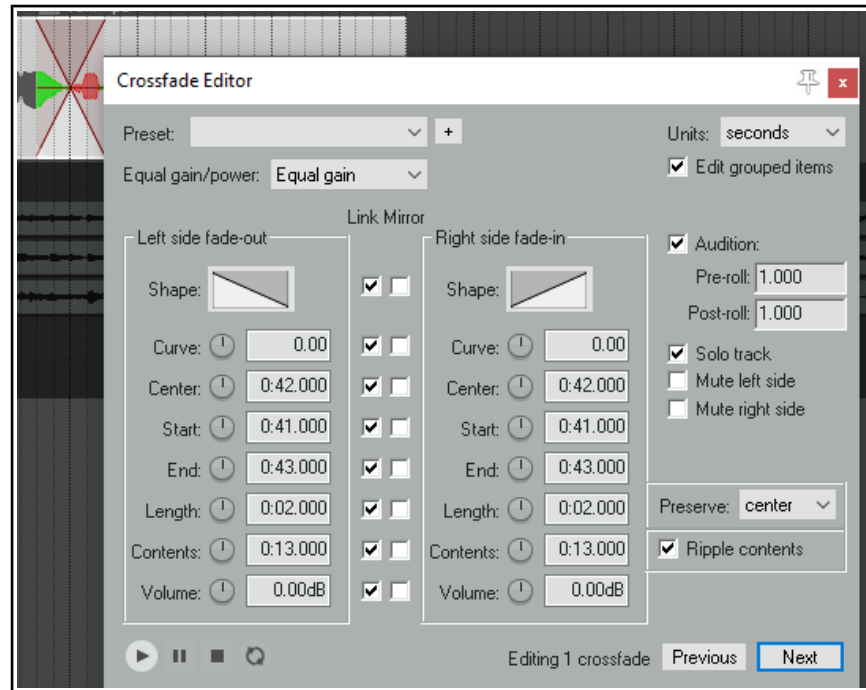 Crossfade Editor
x
Preset: +
Units: seconds
Equal gain/power: Equal gain
Edit grouped items
Link Mirror
Left side fade-out
Right side fade-in
Audition:
Shape:
Shape:
Pre-roll: 1.000
Post-roll: 1.000
Curve: 0.00
Curve: 0.00
Solo track
Center: 0:42.000
Center: 0:42.000
Mute left side
Start: 0:41.000
Start: 0:41.000
Mute right side
End: 0:43.000
End: 0:43.000
Length: 0:02.000
Length: 0:02.000
Preserve: center
Contents: 0:13.000
Contents: 0:13.000
Ripple contents
Volume: 0.00dB
Volume: 0.00dB
Editing 1 crossfade Previous Next